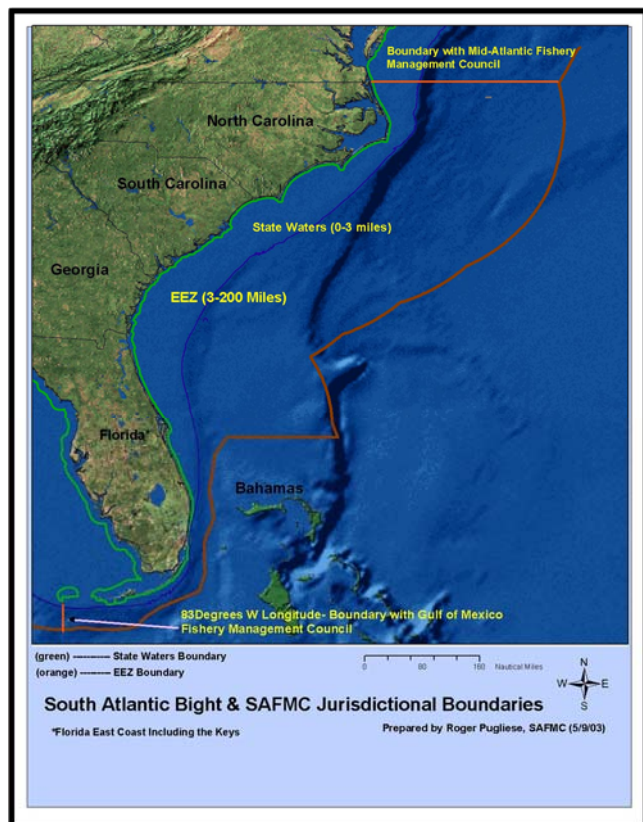 Boundary with Mid-Atlantic Fishery
Management Council
North Carolina
South Carolina
State Waters (0-3 miles)
Georgia
EEZ (3-200 Miles)
Florida*
Bahamas
83Degrees W Longitude- Boundary with Gulf of Mexico
Fishery Management Council
(green) ---------- State Waters Boundary
(orange) ---------- EEZ Boundary
0 80 160 Nautical Miles
N
W E
S
South Atlantic Bight & SAFMC Jurisdictional Boundaries
*Florida East Coast Including the Keys
Prepared by Roger Pugliese, SAFMC (5/9/03)